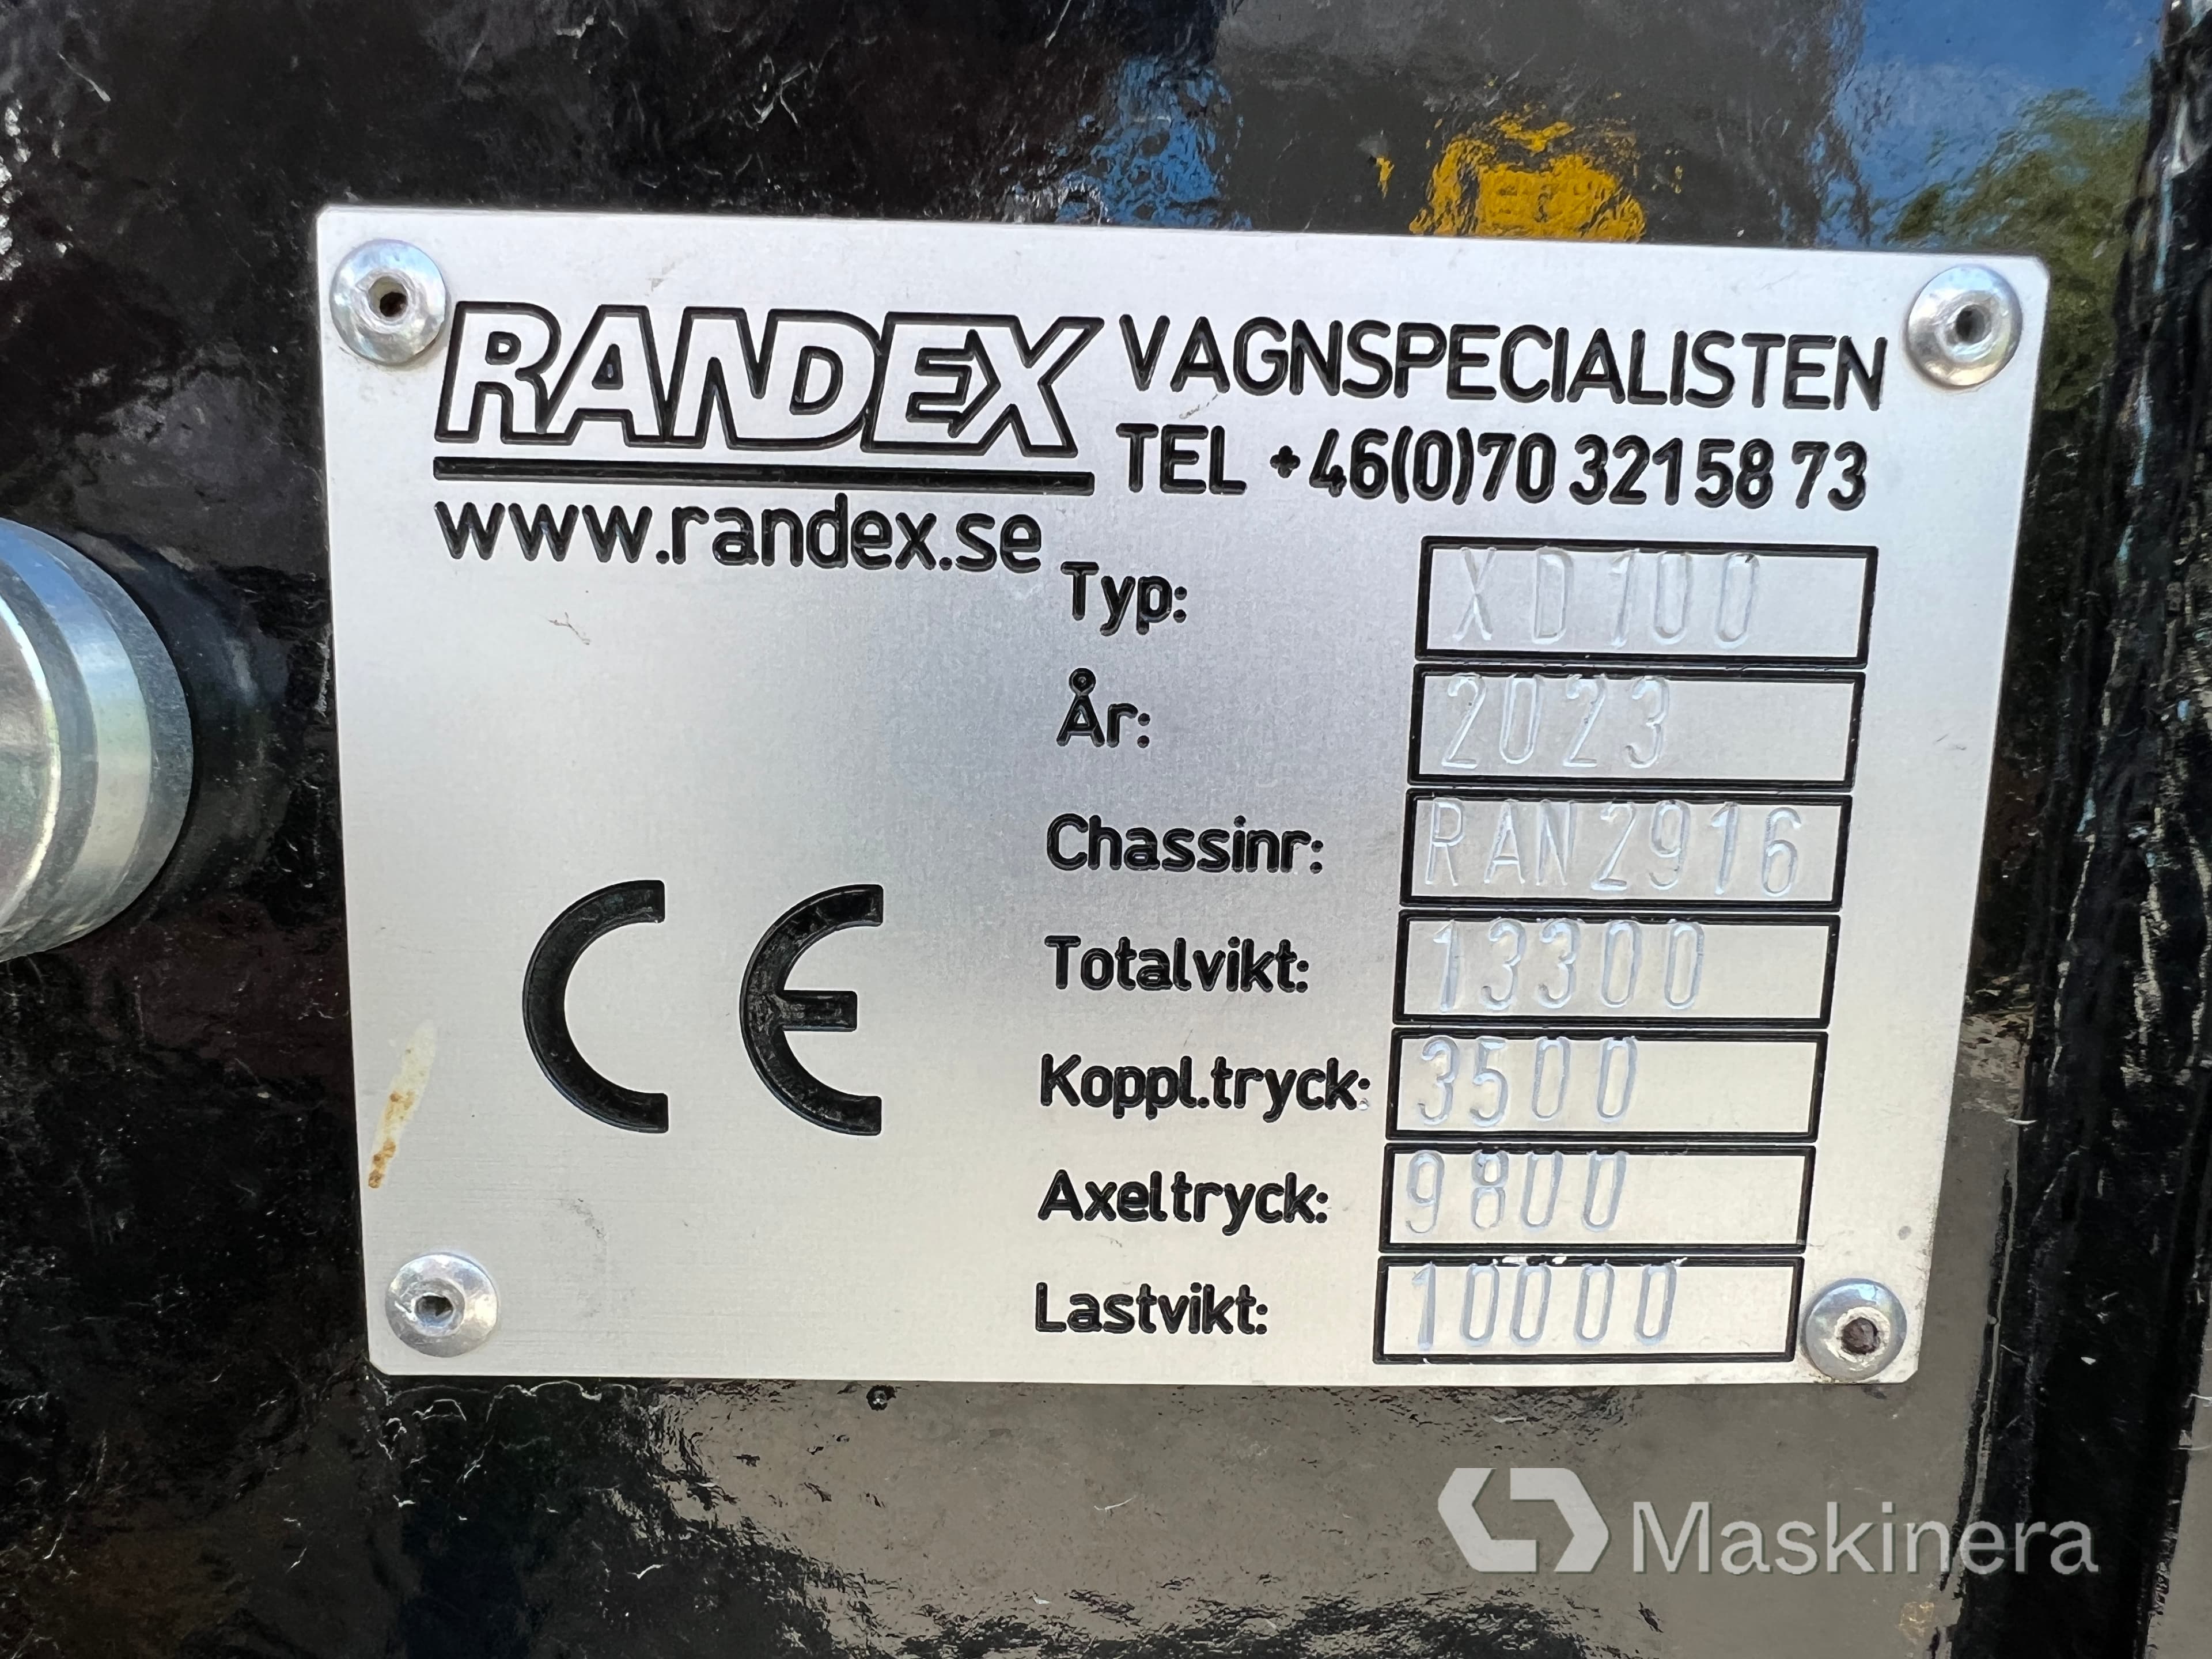 RANDEX VAGNSPECIALISTEN
TEL +46(0)70 321 58 73
www.randex.se
Typ: XD100
År: 2023
Chassinr: RAN2916
Totalvikt: 13300
Koppl.tryck: 3500
Axeltryck: 9800
Lastvikt: 10000
CE
Maskinera